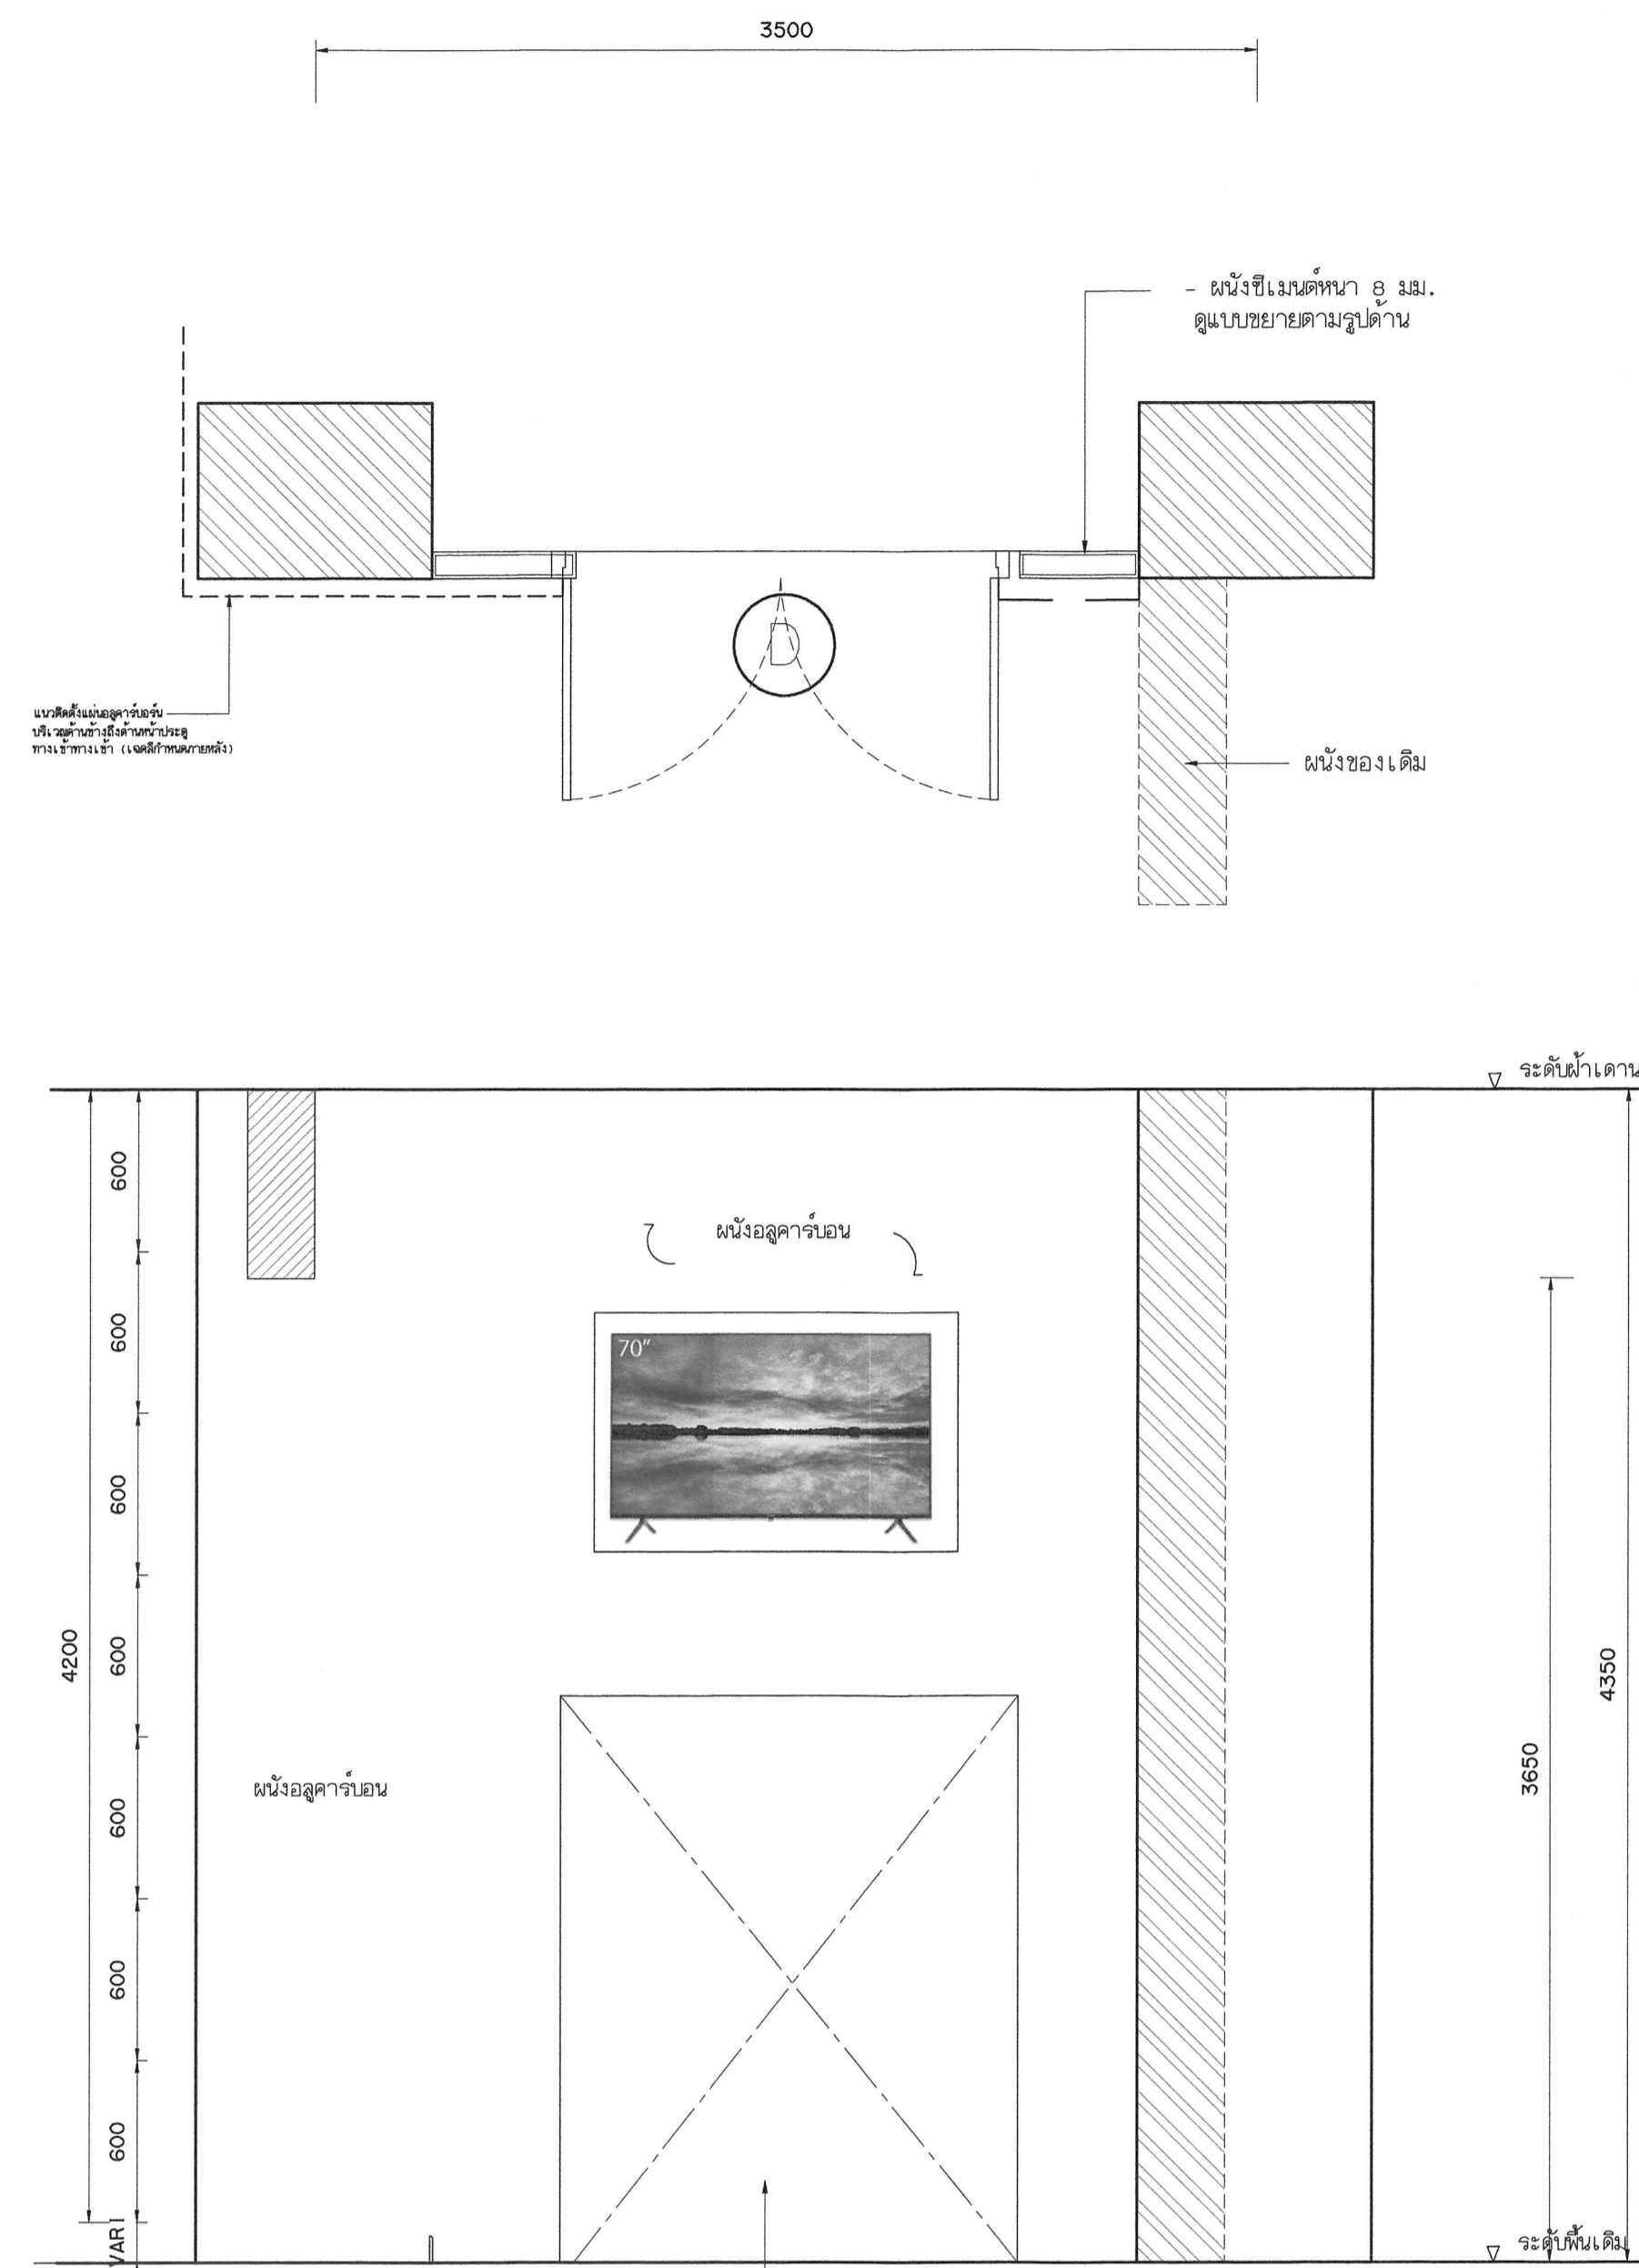 3500
- ผนังซีเมนต์หนา 8 มม.
ดูแบบขยายตามรูปด้าน
D
แนวติดตั้งแผ่นอลูคาร์บอร์น
บริเวณด้านข้างถึงด้านหน้าประตู
ทางเข้าทางเข้า (เฉดสีกำหนดภายหลัง)
ผนังของเดิม
ระดับฝ้าเดาน
600
ผนังอลูคาร์บอน
600
70"
600
4200
600
4350
3650
ผนังอลูคาร์บอน
600
600
600
VARI
ระดับพื้นเดิม